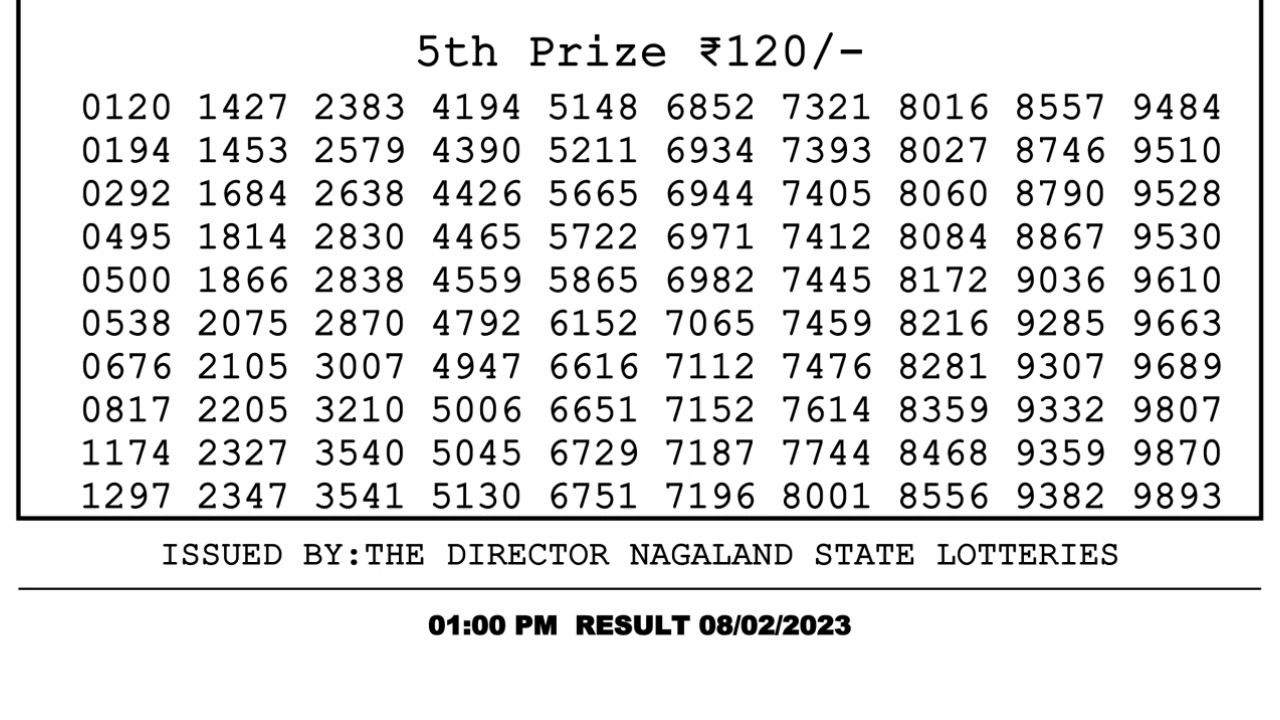 5th Prize ₹120/-
0120 1427 2383 4194 5148 6852 7321 8016 8557 9484
0194 1453 2579 4390 5211 6934 7393 8027 8746 9510
0292 1684 2638 4426 5665 6944 7405 8060 8790 9528
0495 1814 2830 4465 5722 6971 7412 8084 8867 9530
0500 1866 2838 4559 5865 6982 7445 8172 9036 9610
0538 2075 2870 4792 6152 7065 7459 8216 9285 9663
0676 2105 3007 4947 6616 7112 7476 8281 9307 9689
0817 2205 3210 5006 6651 7152 7614 8359 9332 9807
1174 2327 3540 5045 6729 7187 7744 8468 9359 9870
1297 2347 3541 5130 6751 7196 8001 8556 9382 9893
ISSUED BY:THE DIRECTOR NAGALAND STATE LOTTERIES
01:00 PM RESULT 08/02/2023